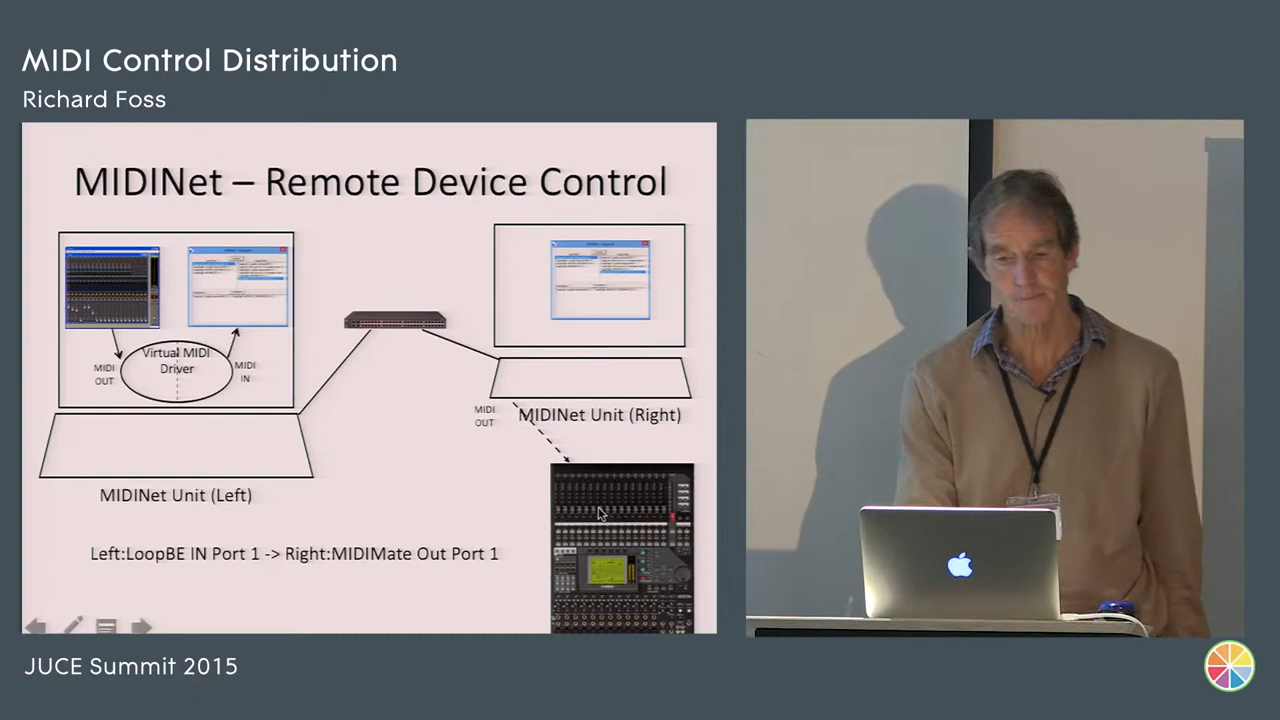 MIDI Control Distribution
Richard Foss
MIDINet – Remote Device Control
Virtual MIDI
Driver
MIDI
OUT
MIDI
IN
MIDI
OUT
MIDINet Unit (Right)
MIDINet Unit (Left)
Left:LoopBE IN Port 1 -> Right:MIDIMate Out Port 1
JUCE Summit 2015